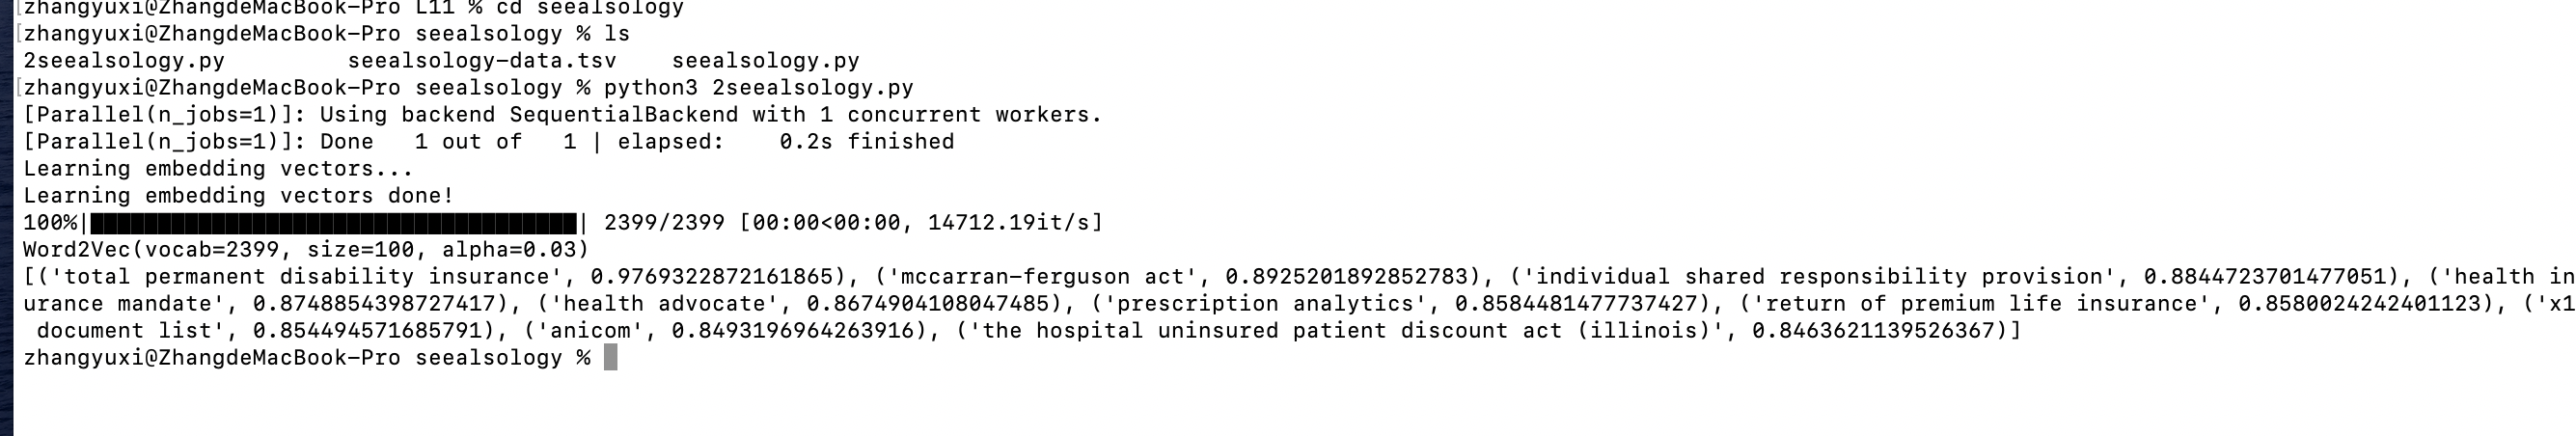 [zhangyuxi@ZhangdeMacBook-Pro L11 % cd seealsology
[zhangyuxi@ZhangdeMacBook-Pro seealsology % ls
2seealsology.py         seealsology-data.tsv    seealsology.py
[zhangyuxi@ZhangdeMacBook-Pro seealsology % python3 2seealsology.py
[Parallel(n_jobs=1)]: Using backend SequentialBackend with 1 concurrent workers.
[Parallel(n_jobs=1)]: Done   1 out of   1 | elapsed:    0.2s finished
Learning embedding vectors...
Learning embedding vectors done!
100%|████████████████████████████████████| 2399/2399 [00:00<00:00, 14712.19it/s]
Word2Vec(vocab=2399, size=100, alpha=0.03)
[('total permanent disability insurance', 0.9769322872161865), ('mccarran-ferguson act', 0.8925201892852783), ('individual shared responsibility provision', 0.8844723701477051), ('health in
urance mandate', 0.8748854398727417), ('health advocate', 0.8674904108047485), ('prescription analytics', 0.8584481477737427), ('return of premium life insurance', 0.8580024242401123), ('x1
 document list', 0.854494571685791), ('anicom', 0.8493196964263916), ('the hospital uninsured patient discount act (illinois)', 0.8463621139526367)]
zhangyuxi@ZhangdeMacBook-Pro seealsology %